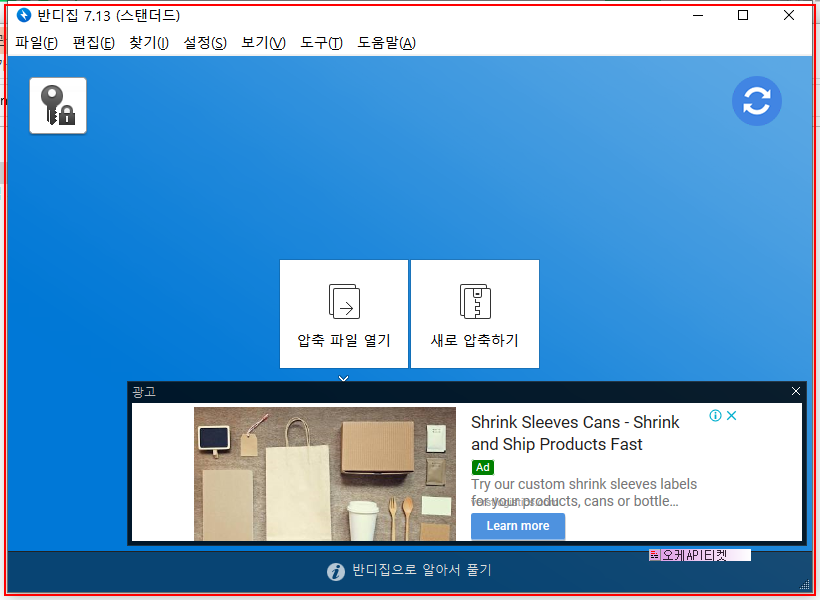 반디집 7.13 (스탠더드)
파일(F) 편집(E) 찾기(I) 설정(S) 보기(V) 도구(T) 도움말(A)
압축 파일 열기
새로 압축하기
광고
Shrink Sleeves Cans - Shrink
and Ship Products Fast
Ad
Try our custom shrink sleeves labels
for your products, cans or bottle...
Learn more
오케이API티켓
반디집으로 알아서 풀기